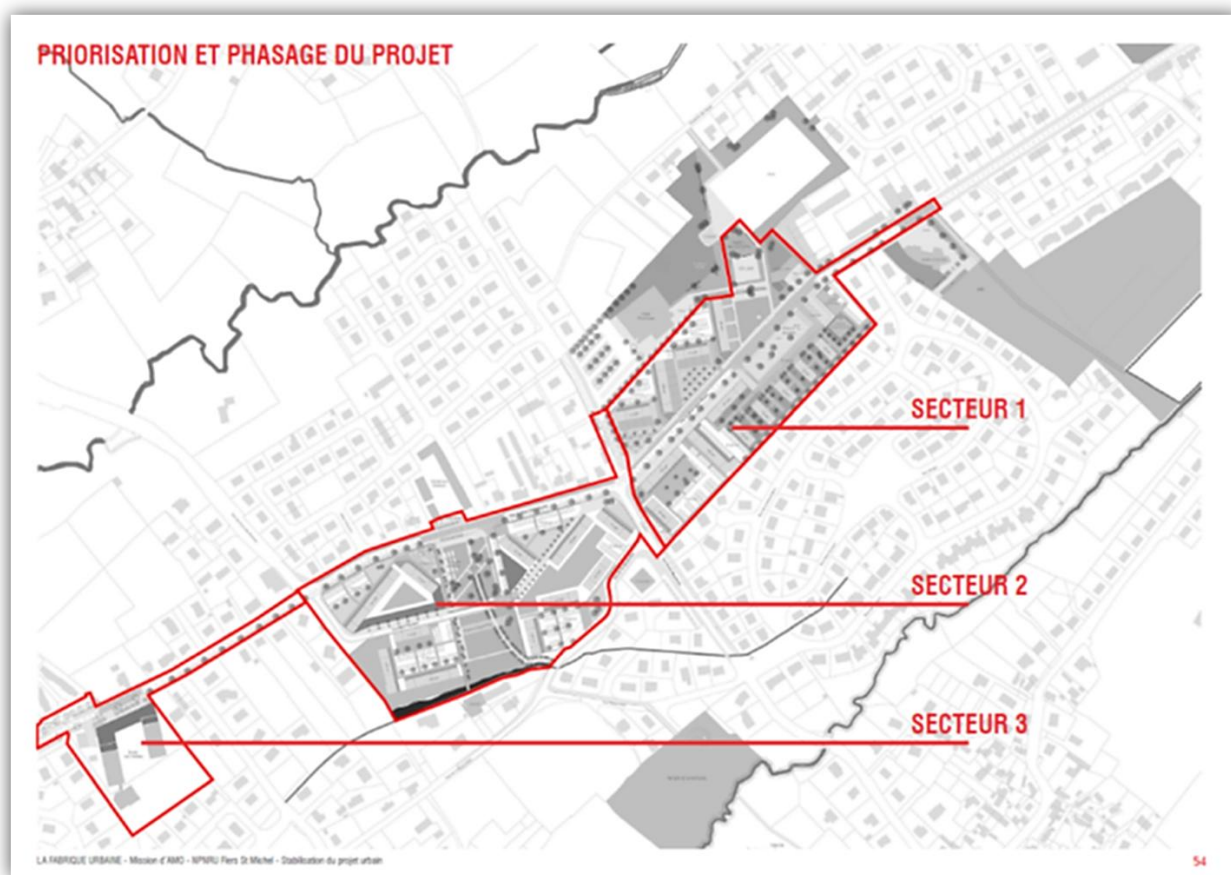 PRIORISATION ET PHASAGE DU PROJET
SECTEUR 1
SECTEUR 2
SECTEUR 3
LA FABRIQUE URBAINE - Mission d'AMO - NPNRU Flers St Michel - Stabilisation du projet urbain
54